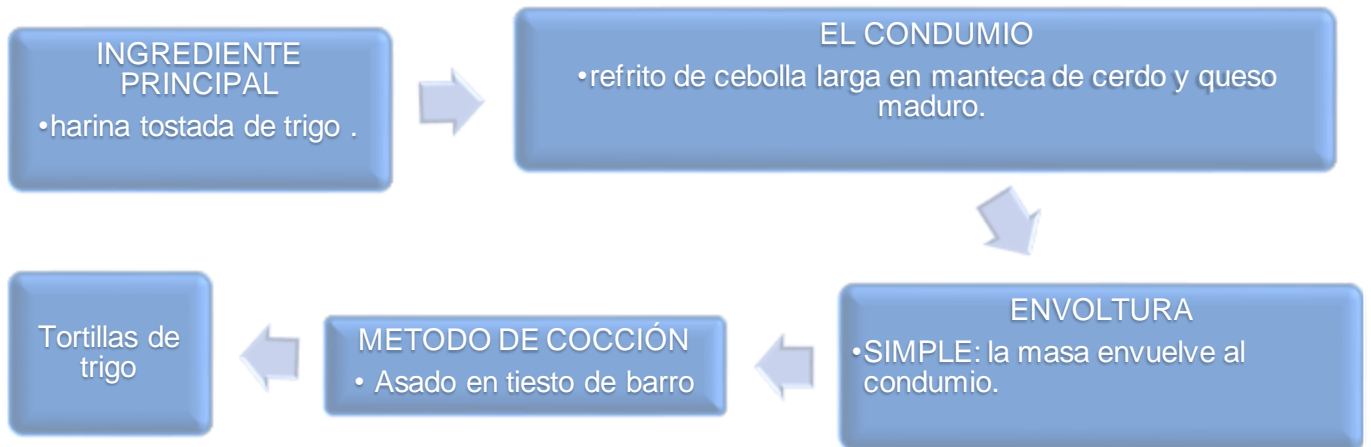 INGREDIENTE
PRINCIPAL
•harina tostada de trigo .
EL CONDUMIO
•refrito de cebolla larga en manteca de cerdo y queso
maduro.
ENVOLTURA
•SIMPLE: la masa envuelve al
condumio.
METODO DE COCCIÓN
• Asado en tiesto de barro
Tortillas de
trigo